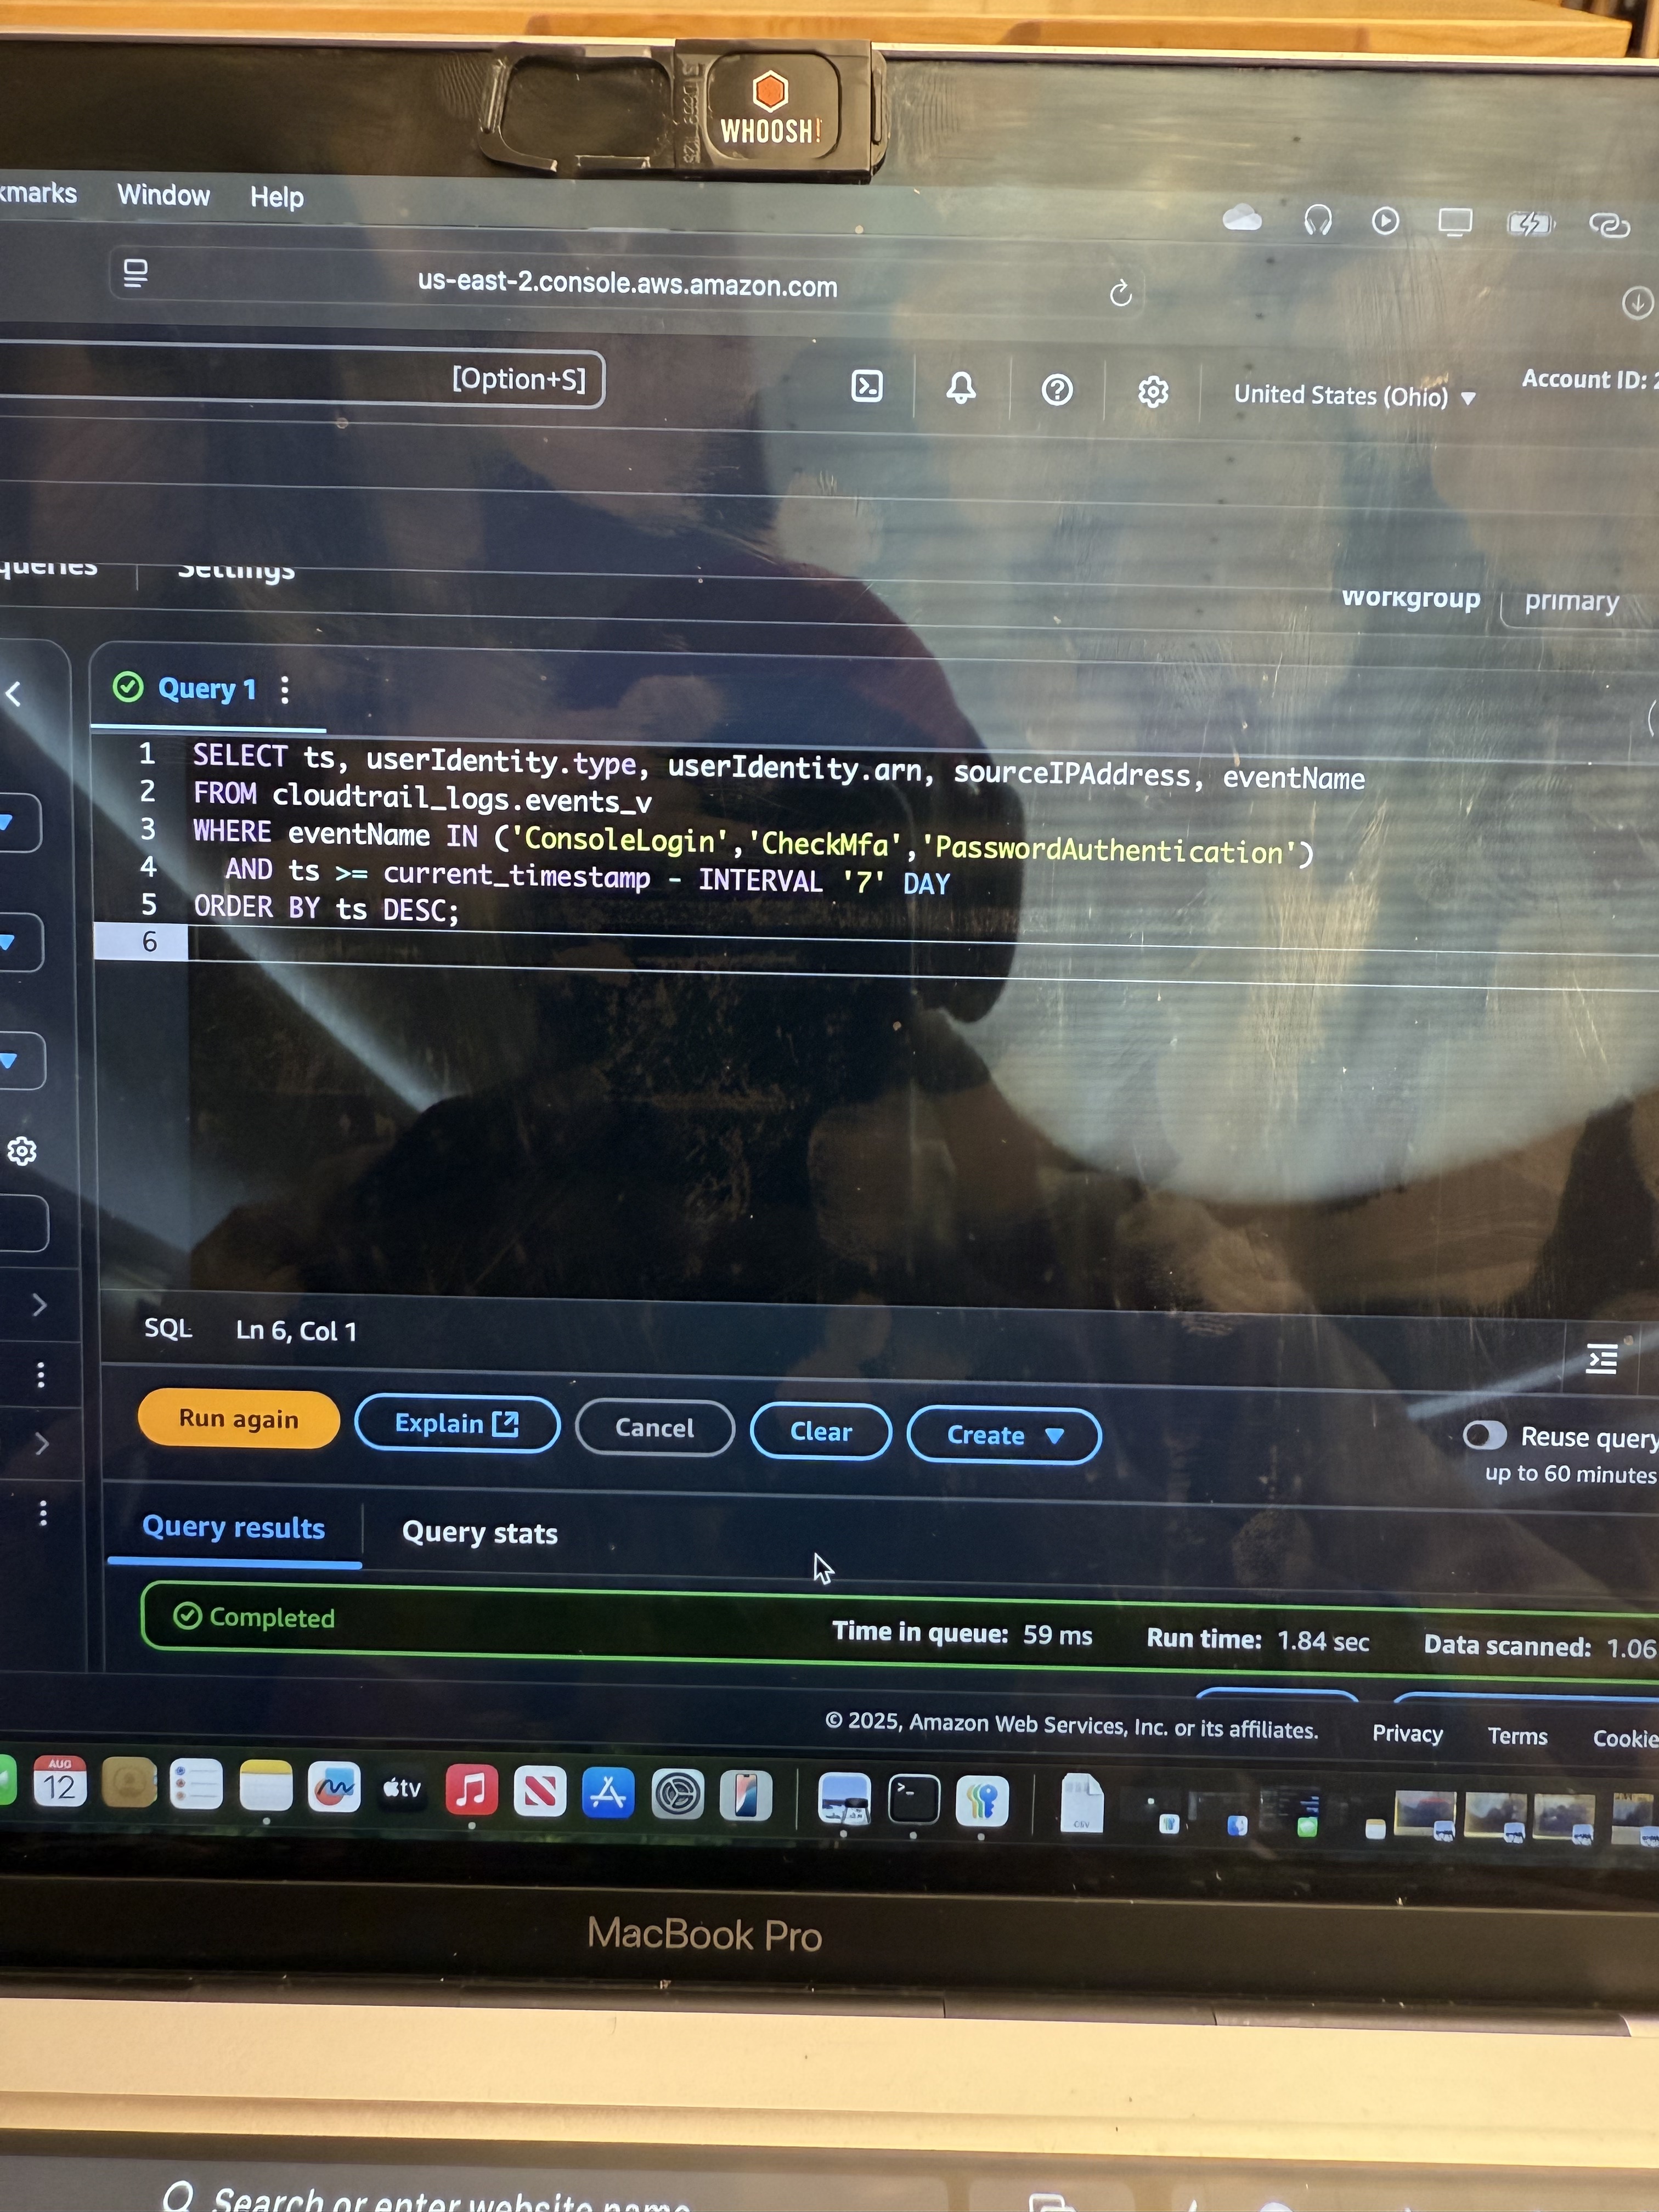 WHOOSH!
Window Help
us-east-2.console.aws.amazon.com
[Option+S]
United States (Ohio)
Account ID:
queries
Settings
Workgroup primary
Query 1
1 SELECT ts, userIdentity.type, userIdentity.arn, sourceIPAddress, eventName
2 FROM cloudtrail_logs.events_v
3 WHERE eventName IN ('ConsoleLogin','CheckMfa','PasswordAuthentication')
4 AND ts >= current_timestamp - INTERVAL '7' DAY
5 ORDER BY ts DESC;
6
SQL Ln 6, Col 1
Run again Explain Cancel Clear Create
Reuse query
up to 60 minutes
Query results Query stats
Completed Time in queue: 59 ms Run time: 1.84 sec Data scanned: 1.06
© 2025, Amazon Web Services, Inc. or its affiliates. Privacy Terms Cookie
AUG
12
tv
CSV
MacBook Pro
Search or enter website name